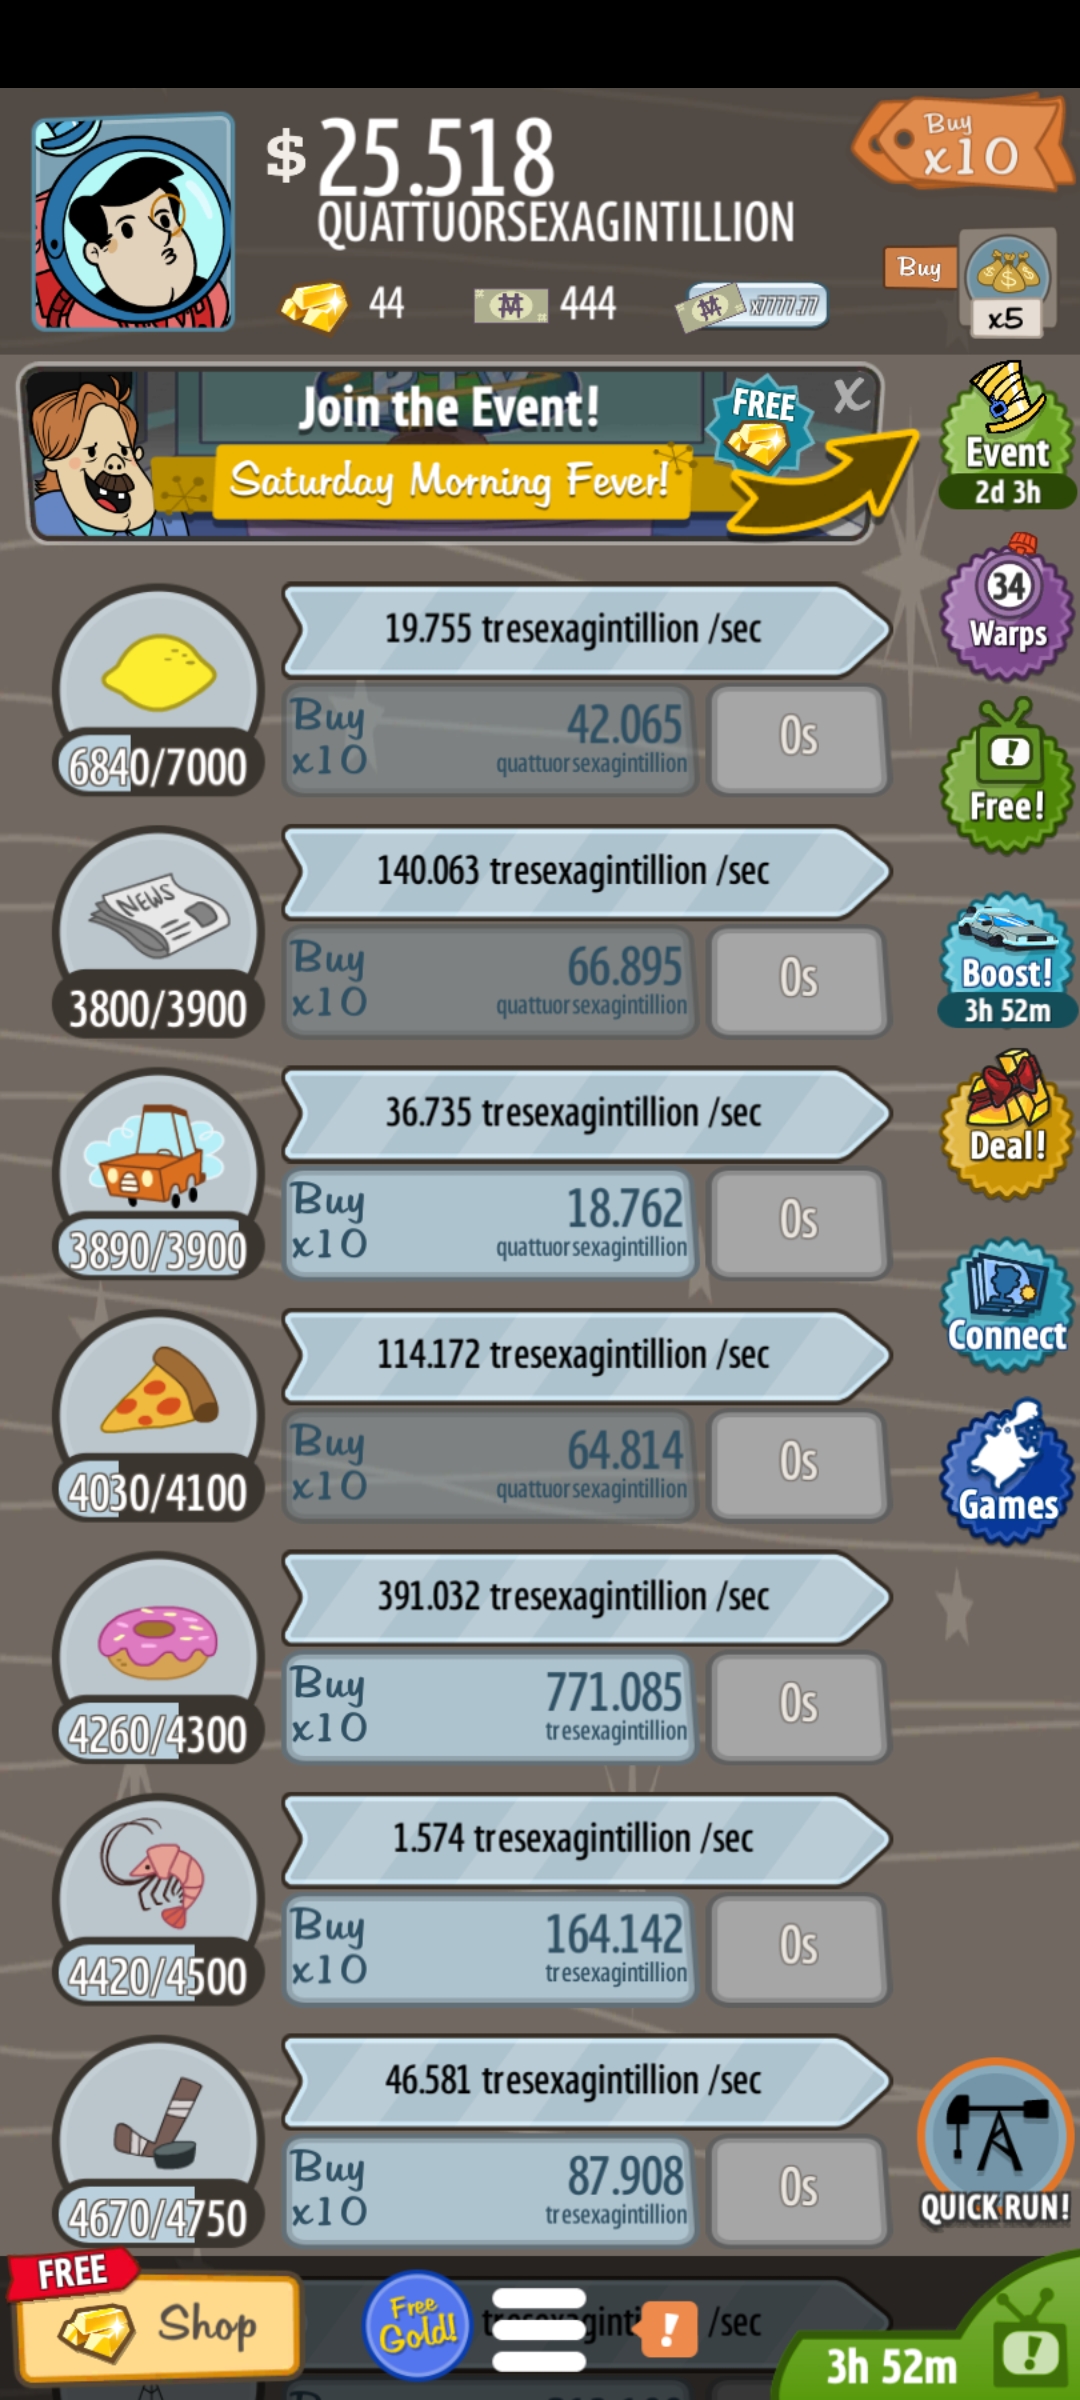 $ 25.518
QUATTUORSEXAGINTILLION
Buy
x10
44
444
x7777.77
Buy
x5
Join the Event!
FREE
X
Saturday Morning Fever!
Event
2d 3h
34
Warps
Free!
Boost!
3h 52m
Deal!
Connect
Games
19.755 tresexagintillion /sec
Buy
x10
42.065
quattuorsexagintillion
0s
6840/7000
NEWS
140.063 tresexagintillion /sec
Buy
x10
66.895
quattuorsexagintillion
0s
3800/3900
36.735 tresexagintillion /sec
Buy
x10
18.762
quattuorsexagintillion
0s
3890/3900
114.172 tresexagintillion /sec
Buy
x10
64.814
quattuorsexagintillion
0s
4030/4100
391.032 tresexagintillion /sec
Buy
x10
771.085
tresexagintillion
0s
4260/4300
1.574 tresexagintillion /sec
Buy
x10
164.142
tresexagintillion
0s
4420/4500
46.581 tresexagintillion /sec
Buy
x10
87.908
tresexagintillion
0s
4670/4750
QUICK RUN!
FREE
Shop
Free
Gold!
/sec
3h 52m
Buy